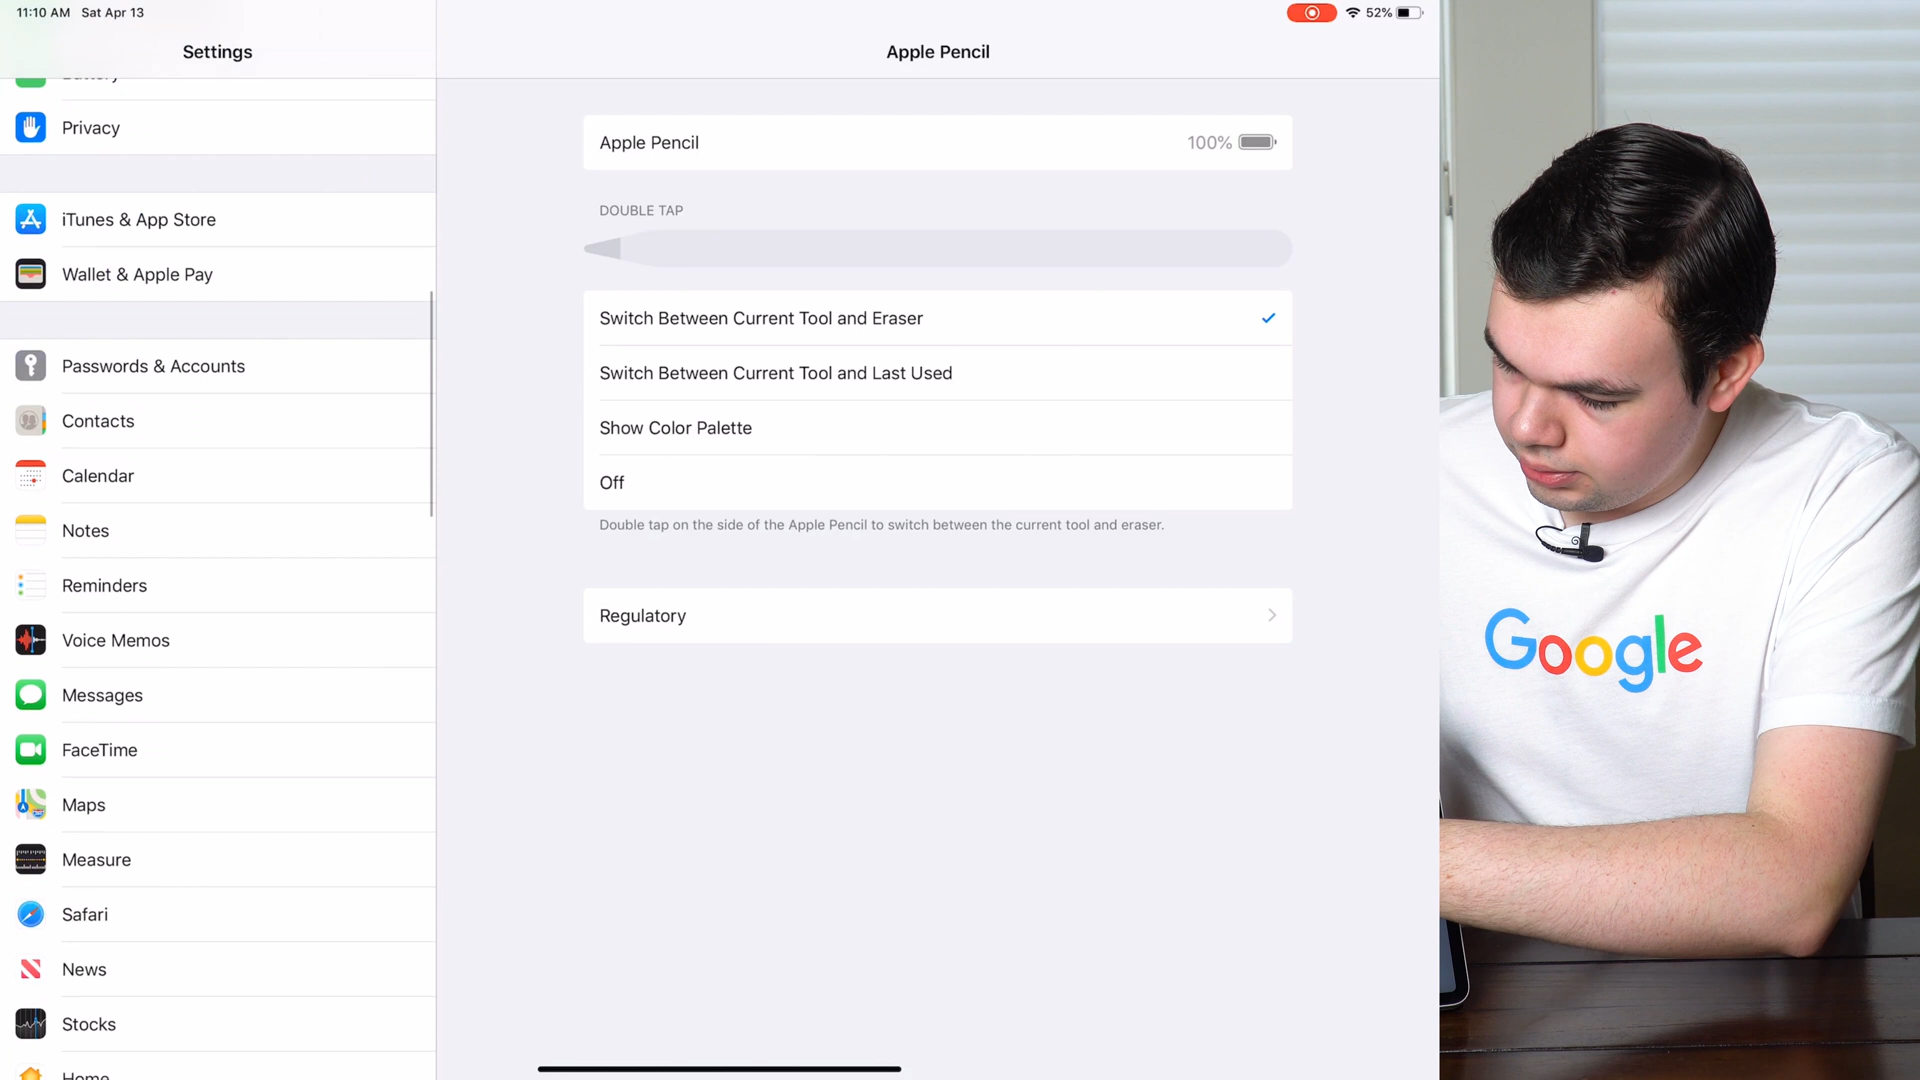 11:10 AM Sat Apr 13
52%
Settings
Apple Pencil
Battery
Privacy
iTunes & App Store
Wallet & Apple Pay
Passwords & Accounts
Contacts
Calendar
Notes
Reminders
Voice Memos
Messages
FaceTime
Maps
Measure
Safari
News
Stocks
Home
Apple Pencil 100%
DOUBLE TAP
Switch Between Current Tool and Eraser
Switch Between Current Tool and Last Used
Show Color Palette
Off
Double tap on the side of the Apple Pencil to switch between the current tool and eraser.
Regulatory
Google